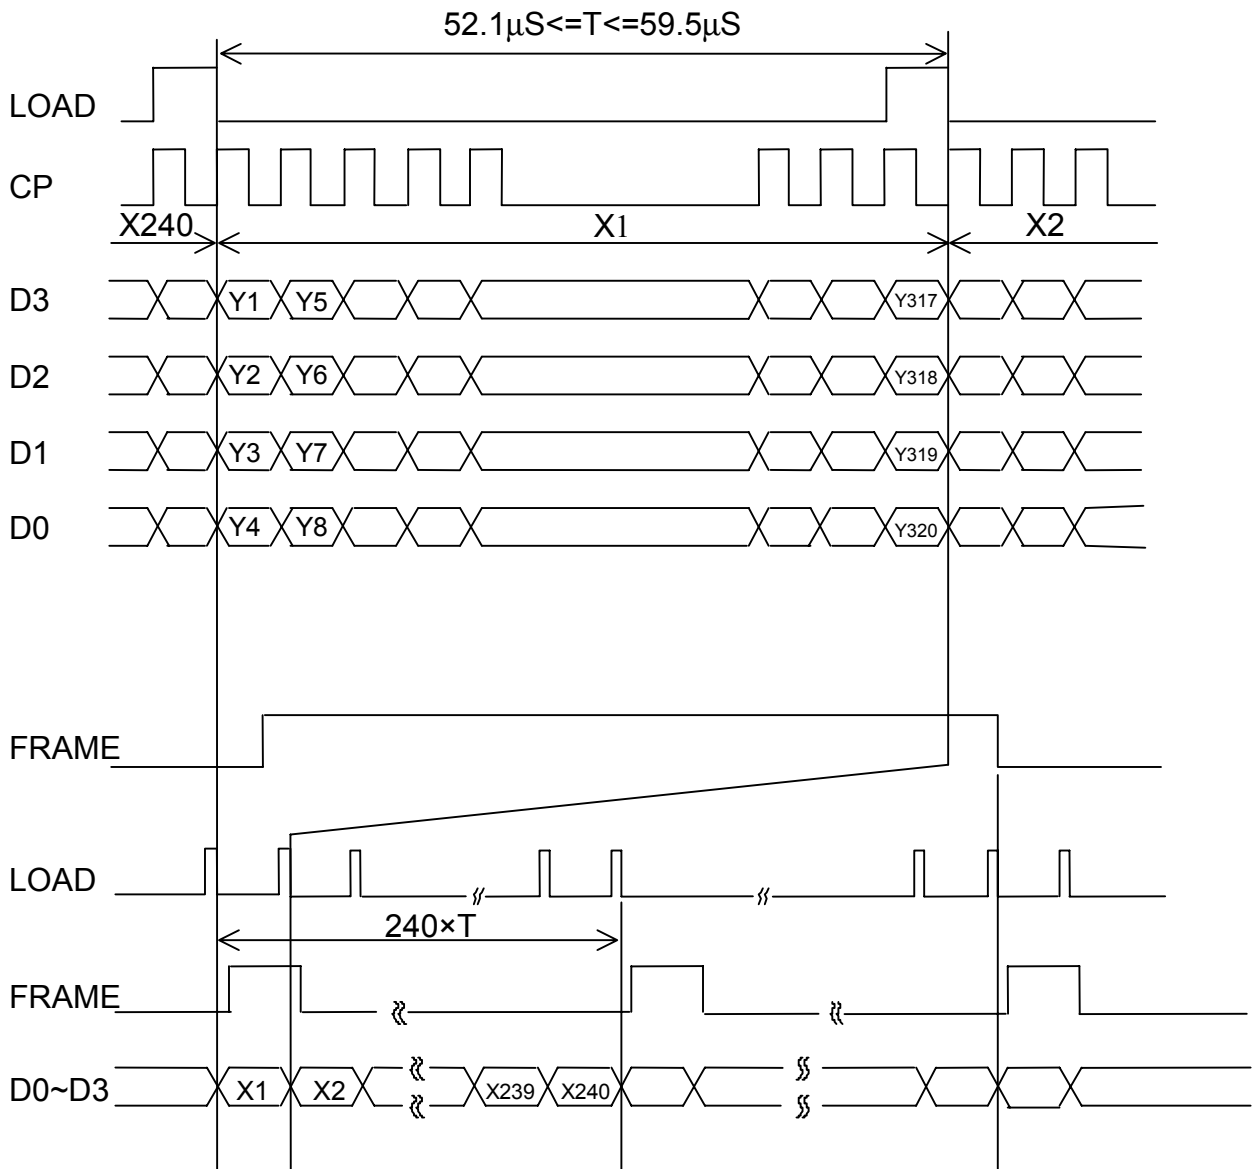 52.1μS<=T<=59.5μS
LOAD
CP
X240 X1 X2
D3 Y1 Y5 Y317
D2 Y2 Y6 Y318
D1 Y3 Y7 Y319
D0 Y4 Y8 Y320
FRAME
LOAD
240×T
FRAME
D0~D3 X1 X2 X239 X240